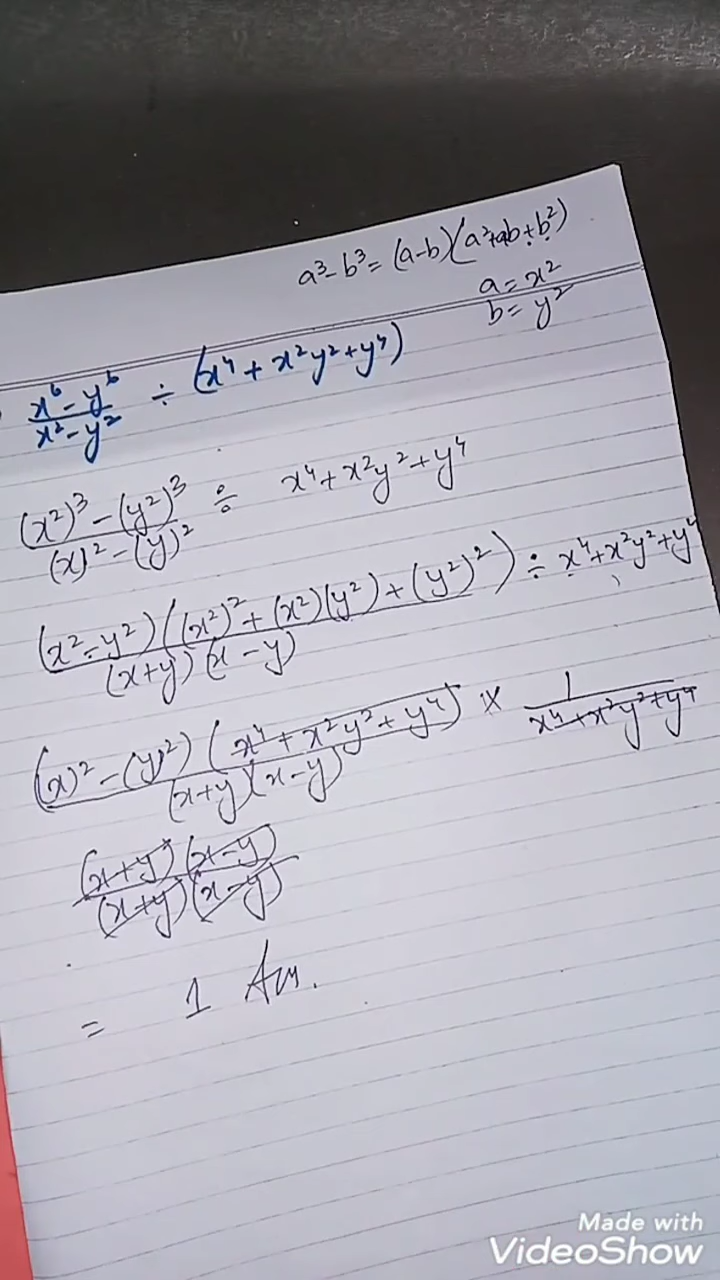 a³-b³= (a-b)(a²+ab+b²)
a = x²
b = y²
x⁶-y⁶/x²-y² ÷ (x⁴+x²y²+y⁴)
(x²)³-(y²)³/(x)²-(y)² ÷ x⁴+x²y²+y⁴
(x²-y²)((x²)²+(x²)(y²)+(y²)²)/(x+y)(x-y) ÷ x⁴+x²y²+y⁴
(x)²-(y)²)(x⁴+x²y²+y⁴)/(x+y)(x-y) × 1/x⁴+x²y²+y⁴
(x+y)(x-y)/(x+y)(x-y)
= 1 Ans.
Made with
VideoShow